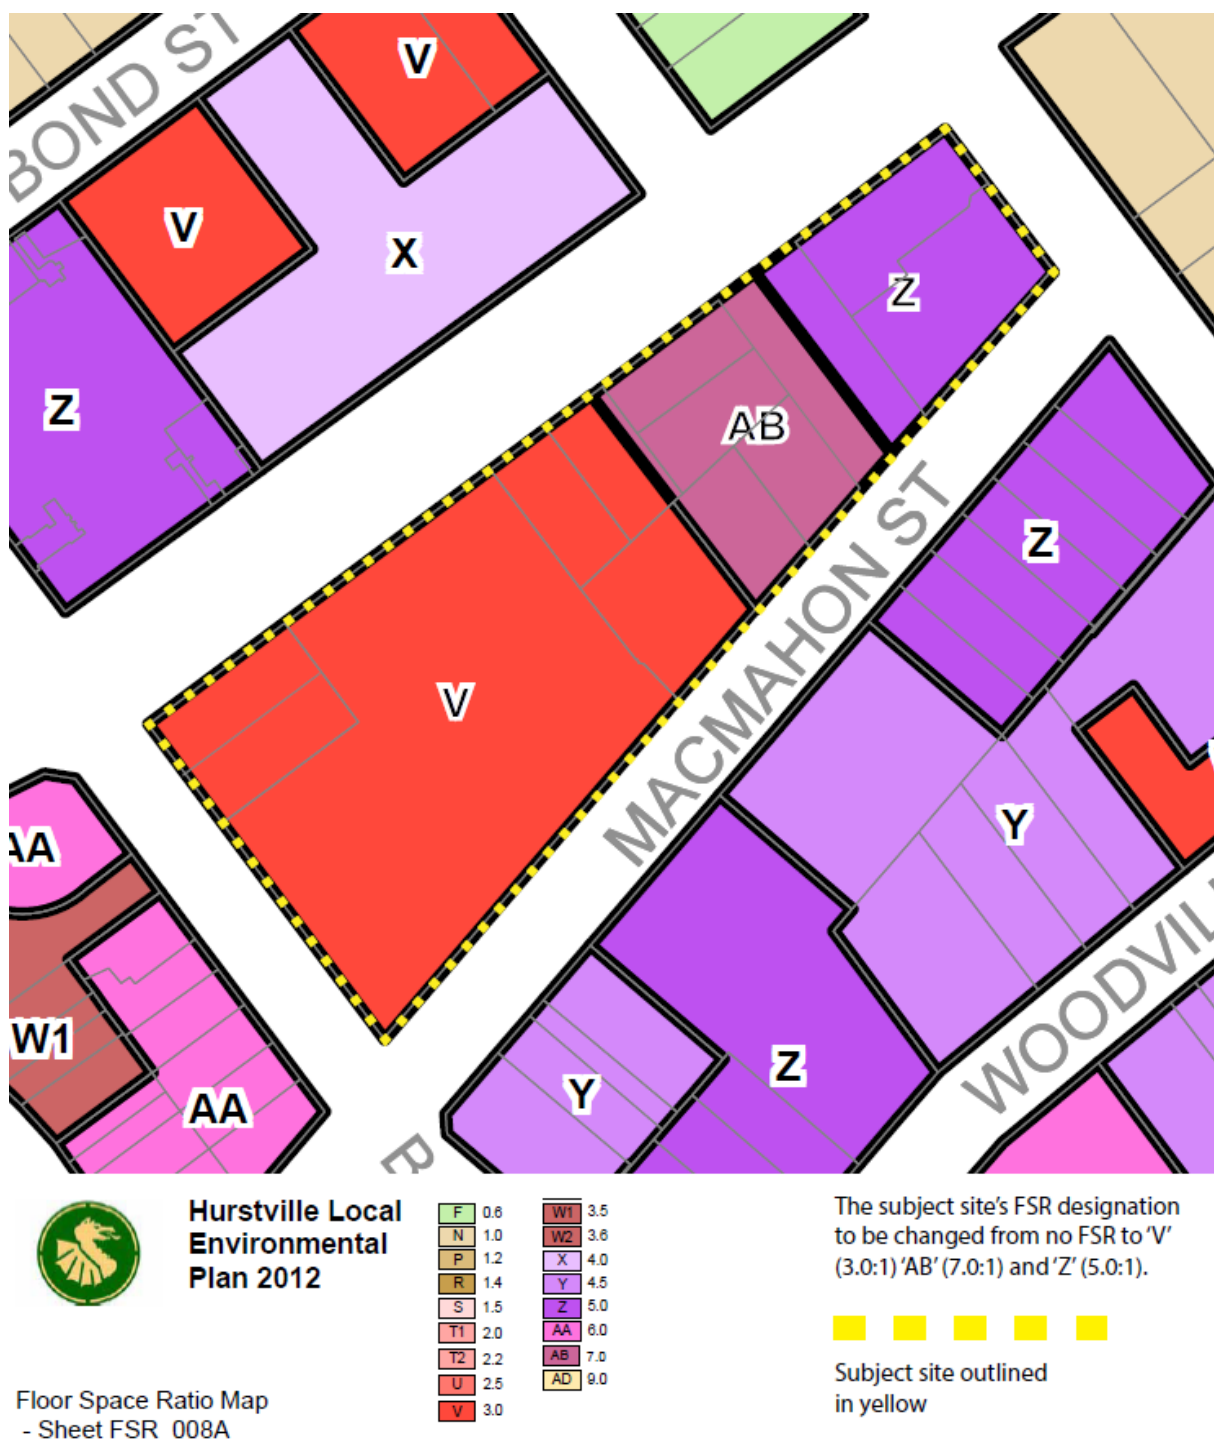 BOND ST
V
V
X
Z
Z
AB
Z
V
MACMAHON ST
AA
Y
W1
Z
AA
Y
Hurstville Local
Environmental
Plan 2012
Floor Space Ratio Map
- Sheet FSR_008A
F 0.6
N 1.0
P 1.2
R 1.4
S 1.5
T1 2.0
T2 2.2
U 2.5
V 3.0
W1 3.5
W2 3.6
X 4.0
Y 4.5
Z 5.0
AA 6.0
AB 7.0
AD 9.0
The subject site's FSR designation
to be changed from no FSR to 'V'
(3.0:1) 'AB' (7.0:1) and 'Z' (5.0:1).
Subject site outlined
in yellow